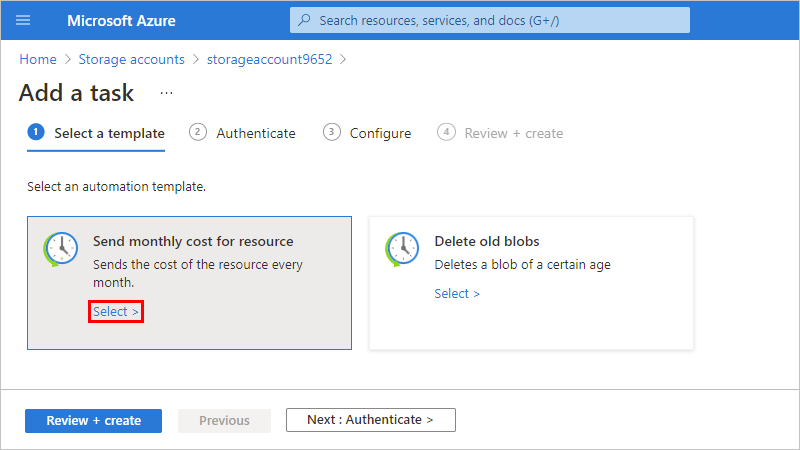 Microsoft Azure
Search resources, services, and docs (G+/)
Home > Storage accounts > storageaccount9652 >
Add a task ...
1 Select a template 2 Authenticate 3 Configure 4 Review + create
Select an automation template.
Send monthly cost for resource
Sends the cost of the resource every
month.
Select >
Delete old blobs
Deletes a blob of a certain age
Select >
Review + create Previous Next : Authenticate >